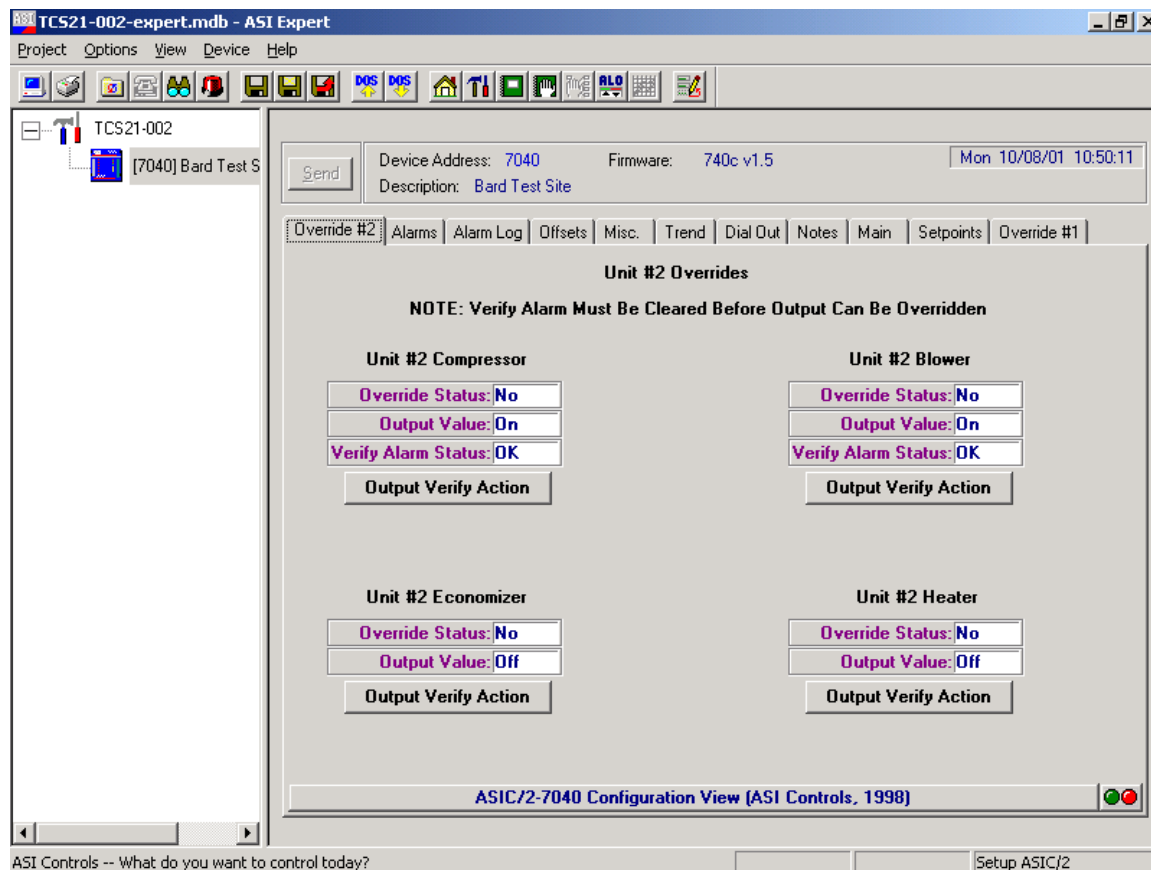 TCS21-002-expert.mdb - ASI Expert
Project Options View Device Help
DOS DOS ALO
TCS21-002
[7040] Bard Test S
Send
Device Address: 7040 Firmware: 740c v1.5
Mon 10/08/01 10:50:11
Description: Bard Test Site
Override #2 Alarms Alarm Log Offsets Misc. Trend Dial Out Notes Main Setpoints Override #1
Unit #2 Overrides
NOTE: Verify Alarm Must Be Cleared Before Output Can Be Overridden
Unit #2 Compressor
Override Status: No
Output Value: On
Verify Alarm Status: OK
Output Verify Action
Unit #2 Blower
Override Status: No
Output Value: On
Verify Alarm Status: OK
Output Verify Action
Unit #2 Economizer
Override Status: No
Output Value: Off
Output Verify Action
Unit #2 Heater
Override Status: No
Output Value: Off
Output Verify Action
ASIC/2-7040 Configuration View (ASI Controls, 1998)
ASI Controls -- What do you want to control today?
Setup ASIC/2